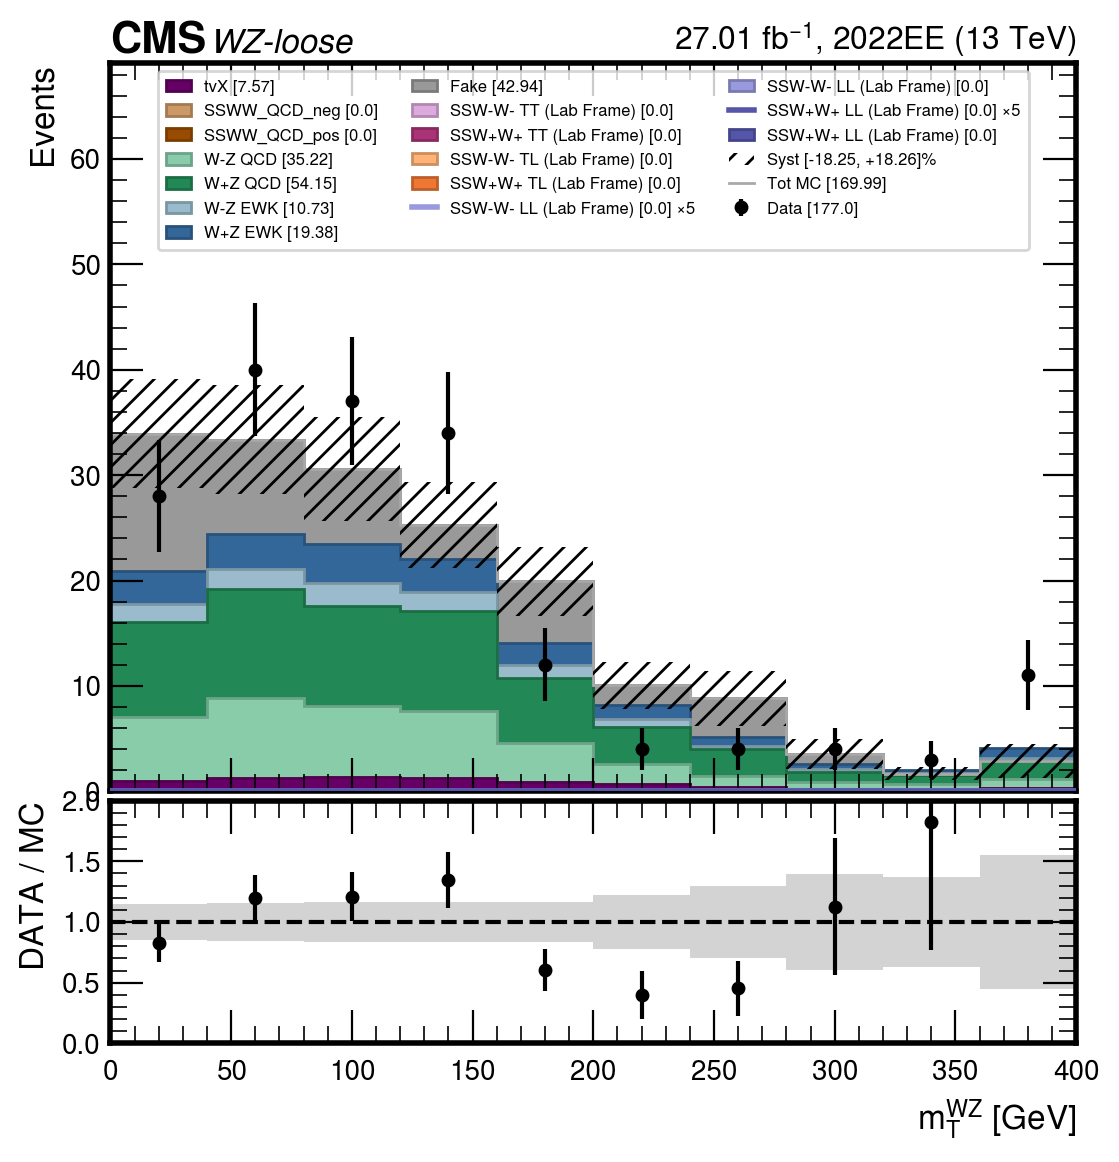 CMS WZ-loose 27.01 fb⁻¹, 2022EE (13 TeV)
Events
tvX [7.57]
SSWW_QCD_neg [0.0]
SSWW_QCD_pos [0.0]
W-Z QCD [35.22]
W+Z QCD [54.15]
W-Z EWK [10.73]
W+Z EWK [19.38]
Fake [42.94]
SSW-W- TT (Lab Frame) [0.0]
SSW+W+ TT (Lab Frame) [0.0]
SSW-W- TL (Lab Frame) [0.0]
SSW+W+ TL (Lab Frame) [0.0]
SSW-W- LL (Lab Frame) [0.0] ×5
SSW-W- LL (Lab Frame) [0.0]
SSW+W+ LL (Lab Frame) [0.0] ×5
SSW+W+ LL (Lab Frame) [0.0]
Syst [-18.25, +18.26]%
Tot MC [169.99]
Data [177.0]
60
50
40
30
20
10
0
DATA / MC
2.0
1.5
1.0
0.5
0.0
0 50 100 150 200 250 300 350 400
m_T^WZ [GeV]